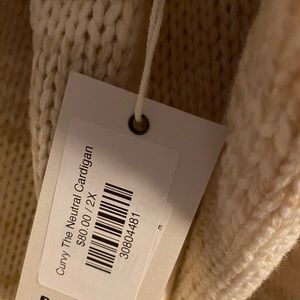 Curvy The Neutral Cardigan
$80.00 / 2X
30804481